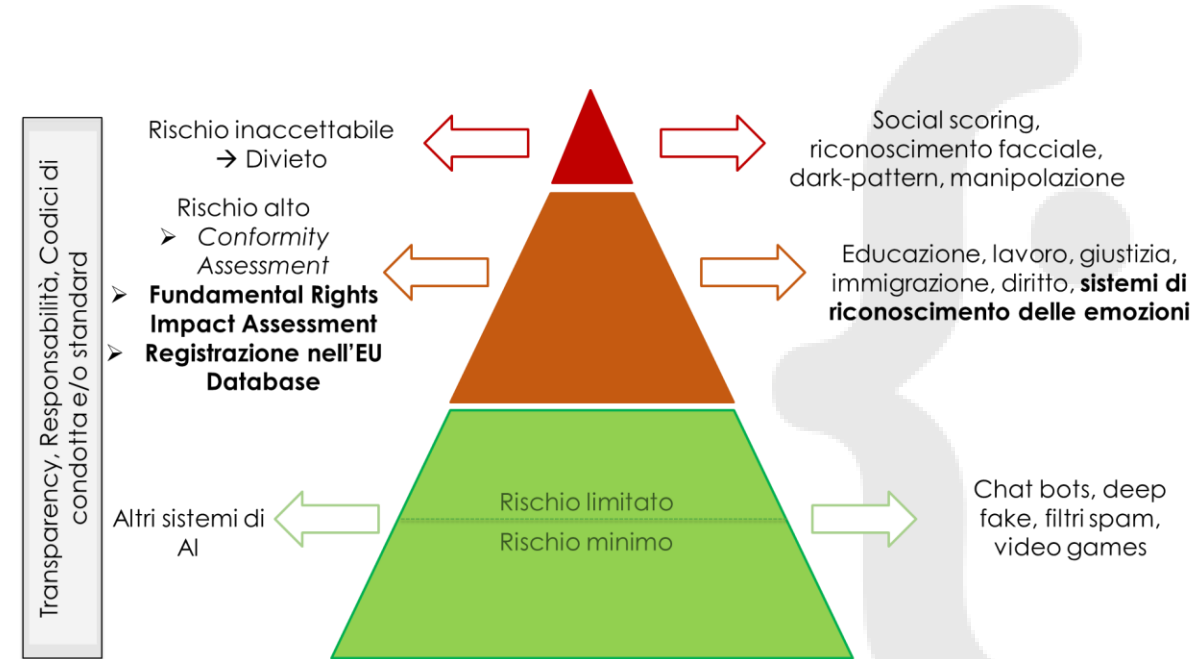 Transparency, Responsabilità, Codici di
condotta e/o standard
Rischio inaccettabile
→ Divieto
Social scoring,
riconoscimento facciale,
dark-pattern, manipolazione
Rischio alto
➢ Conformity
Assessment
➢ Fundamental Rights
Impact Assessment
➢ Registrazione nell'EU
Database
Educazione, lavoro, giustizia,
immigrazione, diritto, sistemi di
riconoscimento delle emozioni
Altri sistemi di
AI
Rischio limitato
Rischio minimo
Chat bots, deep
fake, filtri spam,
video games